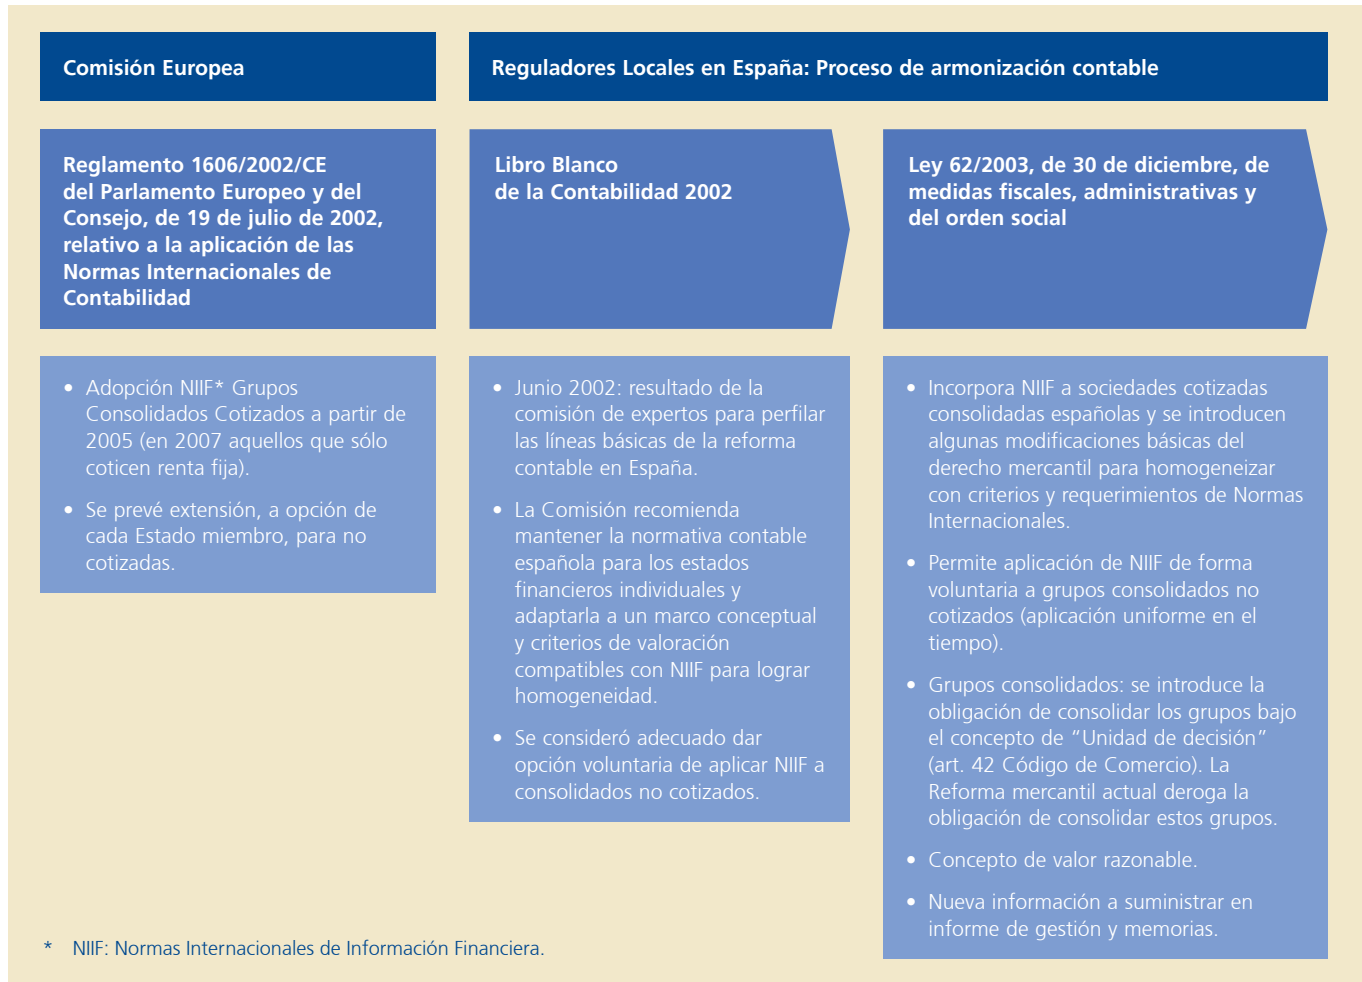 Comisión Europea
Reguladores Locales en España: Proceso de armonización contable
Reglamento 1606/2002/CE
del Parlamento Europeo y del
Consejo, de 19 de julio de 2002,
relativo a la aplicación de las
Normas Internacionales de
Contabilidad
Libro Blanco
de la Contabilidad 2002
Ley 62/2003, de 30 de diciembre, de
medidas fiscales, administrativas y
del orden social
• Adopción NIIF* Grupos
Consolidados Cotizados a partir de
2005 (en 2007 aquellos que sólo
coticen renta fija).
• Se prevé extensión, a opción de
cada Estado miembro, para no
cotizadas.
• Junio 2002: resultado de la
comisión de expertos para perfilar
las líneas básicas de la reforma
contable en España.
• La Comisión recomienda
mantener la normativa contable
española para los estados
financieros individuales y
adaptarla a un marco conceptual
y criterios de valoración
compatibles con NIIF para lograr
homogeneidad.
• Se consideró adecuado dar
opción voluntaria de aplicar NIIF a
consolidados no cotizados.
• Incorpora NIIF a sociedades cotizadas
consolidadas españolas y se introducen
algunas modificaciones básicas del
derecho mercantil para homogeneizar
con criterios y requerimientos de Normas
Internacionales.
• Permite aplicación de NIIF de forma
voluntaria a grupos consolidados no
cotizados (aplicación uniforme en el
tiempo).
• Grupos consolidados: se introduce la
obligación de consolidar los grupos bajo
el concepto de “Unidad de decisión”
(art. 42 Código de Comercio). La
Reforma mercantil actual deroga la
obligación de consolidar estos grupos.
• Concepto de valor razonable.
• Nueva información a suministrar en
informe de gestión y memorias.
* NIIF: Normas Internacionales de Información Financiera.